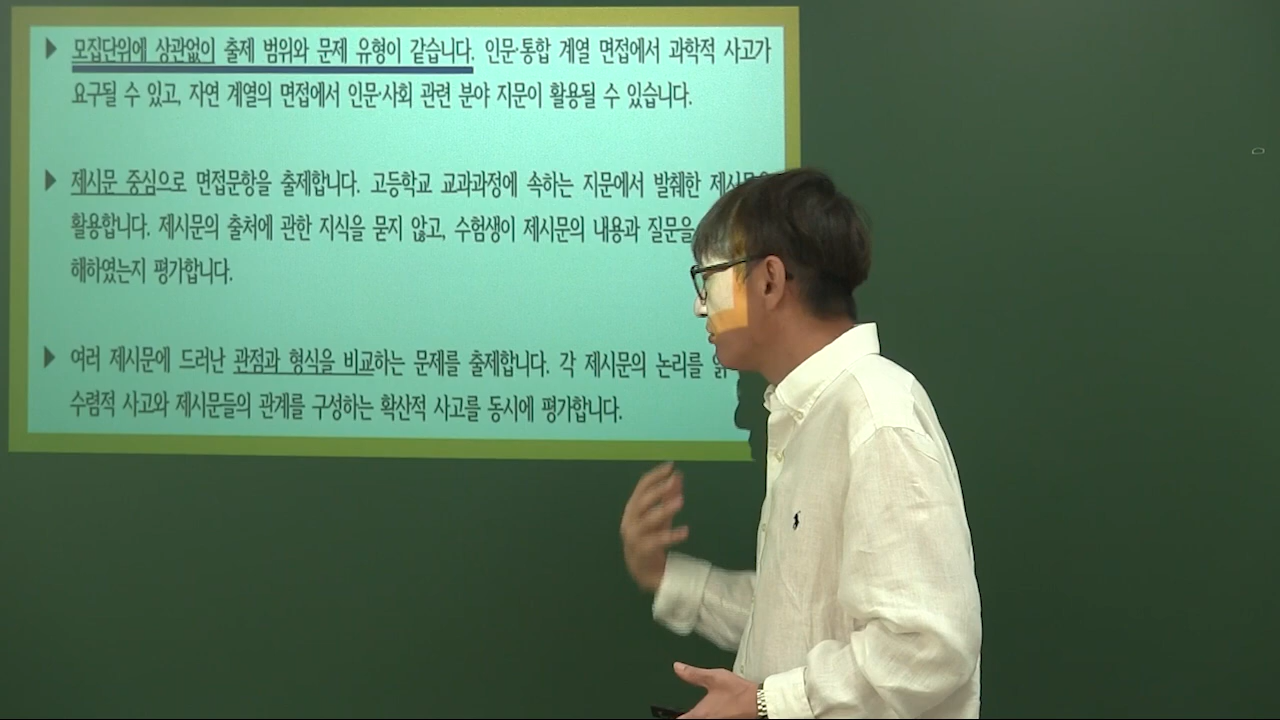 ▶ 모집단위에 상관없이 출제 범위와 문제 유형이 같습니다. 인문·통합 계열 면접에서 과학적 사고가
요구될 수 있고, 자연 계열의 면접에서 인문·사회 관련 분야 지문이 활용될 수 있습니다.
▶ 제시문 중심으로 면접문항을 출제합니다. 고등학교 교과과정에 속하는 지문에서 발췌한 제시문을
활용합니다. 제시문의 출처에 관한 지식을 묻지 않고, 수험생이 제시문의 내용과 질문을
해하였는지 평가합니다.
▶ 여러 제시문에 드러난 관점과 형식을 비교하는 문제를 출제합니다. 각 제시문의 논리를
수렴적 사고와 제시문들의 관계를 구성하는 확산적 사고를 동시에 평가합니다.